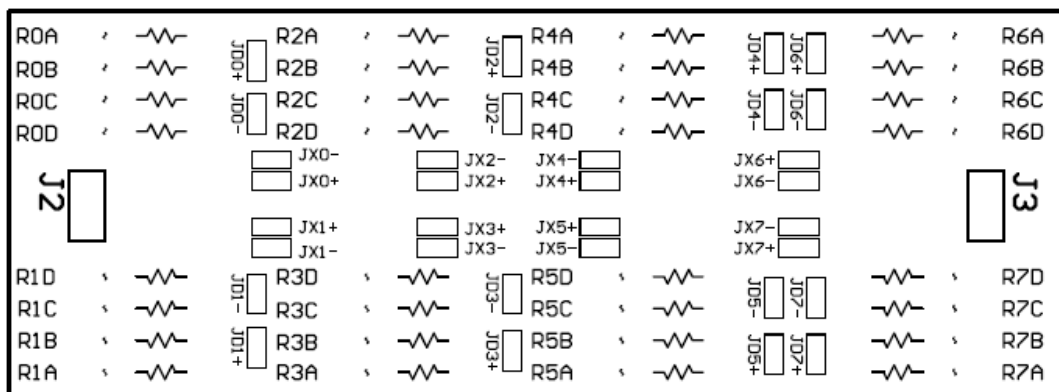 R0A R2A R4A R6A
JD0+ JD2+ JD4+ JD6+
R0B R2B R4B R6B
R0C R2C R4C R6C
JD0- JD2- JD4- JD6-
R0D R2D R4D R6D
JX0- JX2- JX4- JX6+
JX0+ JX2+ JX4+ JX6-
J2 J3
JX1+ JX3+ JX5+ JX7-
JX1- JX3- JX5- JX7+
R1D R3D R5D R7D
JD1- JD3- JD5- JD7-
R1C R3C R5C R7C
R1B R3B R5B R7B
JD1+ JD3+ JD5+ JD7+
R1A R3A R5A R7A